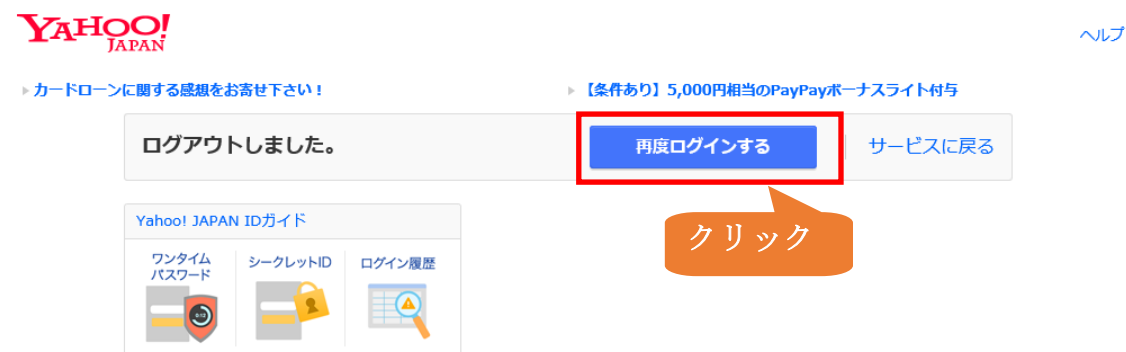 YAHOO!
JAPAN
ヘルプ
カードローンに関する感想をお寄せ下さい！
【条件あり】5,000円相当のPayPayボーナスライト付与
ログアウトしました。
再度ログインする
サービスに戻る
クリック
Yahoo! JAPAN IDガイド
ワンタイム
パスワード
シークレットID
ログイン履歴
0:12